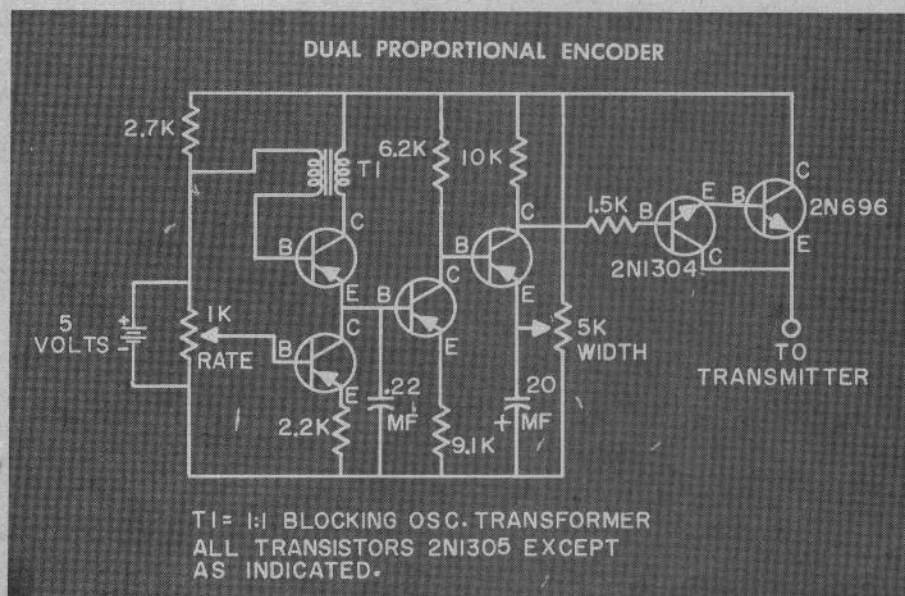 DUAL PROPORTIONAL ENCODER
2.7K
T1
6.2K
10K
C
1.5K
B
E
B
C
2N696
E
2N1304
C
B
C
E
B
C
E
B
C
E
5
VOLTS
+
-
1K
RATE
B
C
E
2.2K
.22
MF
9.1K
20
+ MF
5K
WIDTH
TO
TRANSMITTER
T1= 1:1 BLOCKING OSC. TRANSFORMER
ALL TRANSISTORS 2N1305 EXCEPT
AS INDICATED.